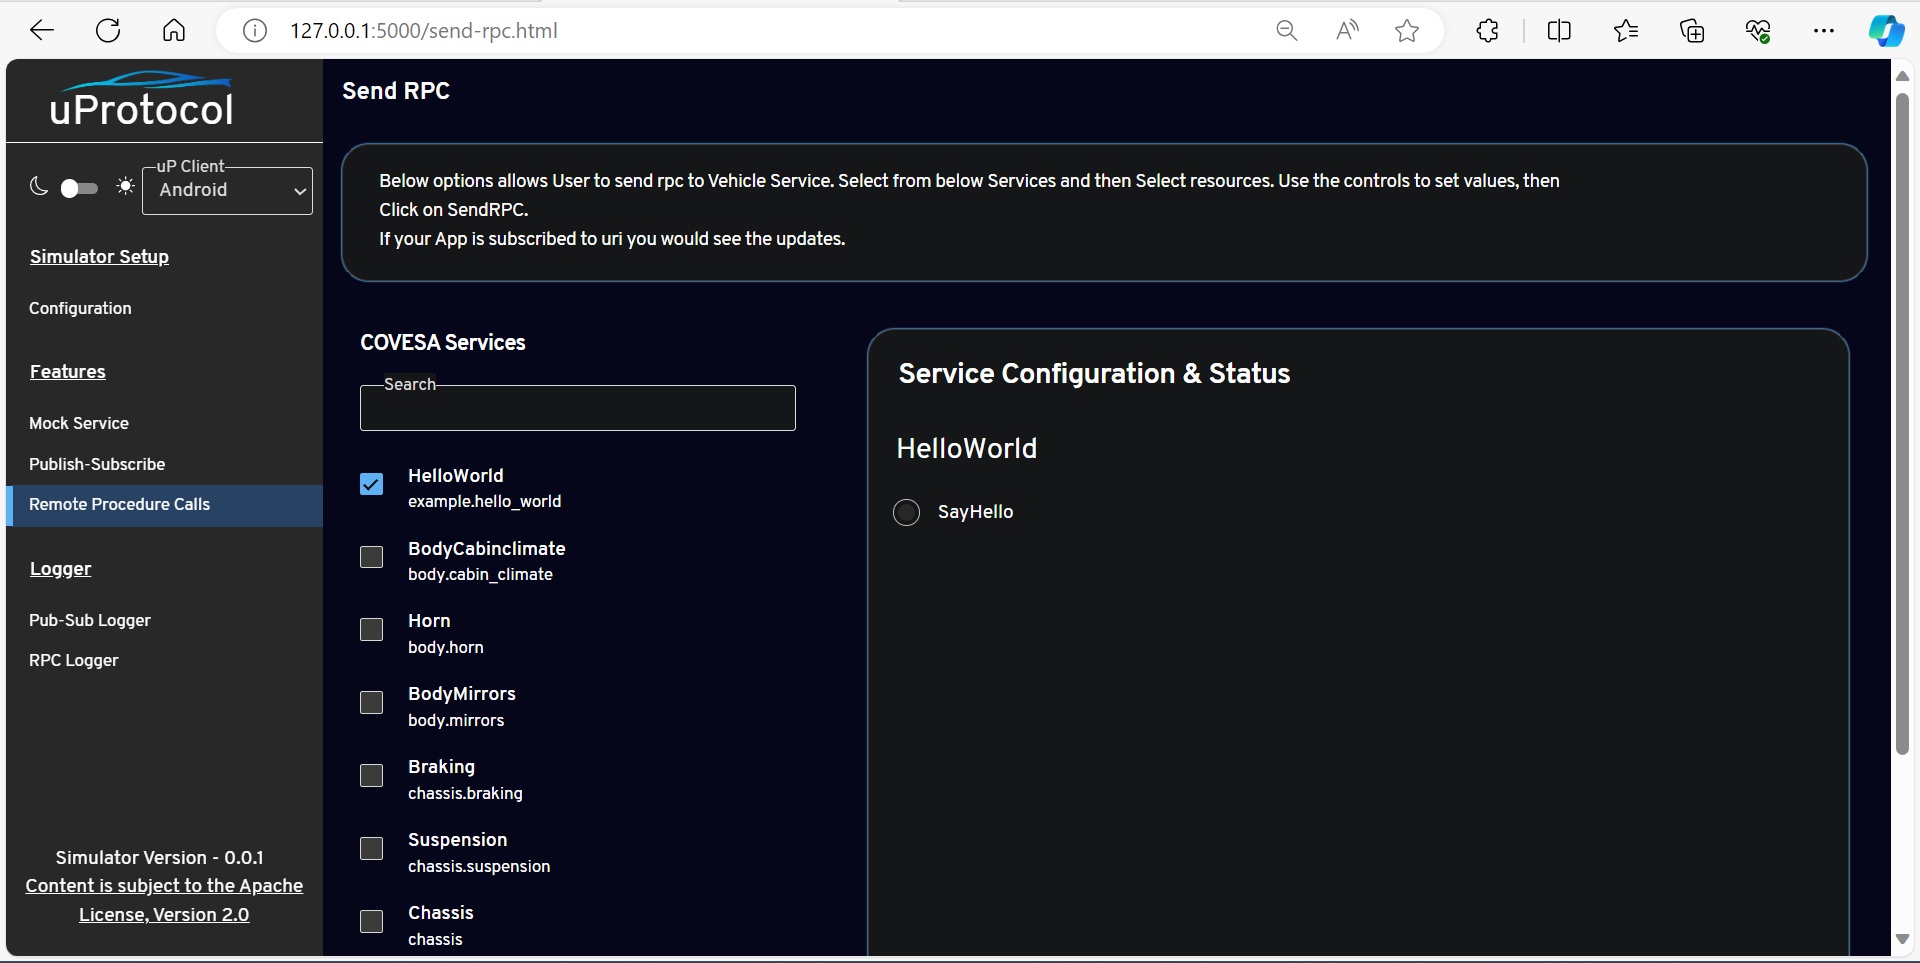 127.0.0.1:5000/send-rpc.html
uProtocol
uP Client
Android
Simulator Setup
Configuration
Features
Mock Service
Publish-Subscribe
Remote Procedure Calls
Logger
Pub-Sub Logger
RPC Logger
Simulator Version - 0.0.1
Content is subject to the Apache
License, Version 2.0
Send RPC
Below options allows User to send rpc to Vehicle Service. Select from below Services and then Select resources. Use the controls to set values, then
Click on SendRPC.
If your App is subscribed to uri you would see the updates.
COVESA Services
Search
HelloWorld
example.hello_world
BodyCabinclimate
body.cabin_climate
Horn
body.horn
BodyMirrors
body.mirrors
Braking
chassis.braking
Suspension
chassis.suspension
Chassis
chassis
Service Configuration & Status
HelloWorld
SayHello